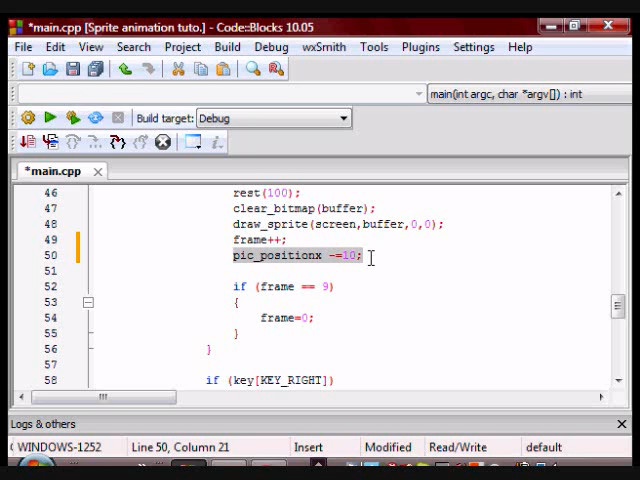 *main.cpp [Sprite animation tuto.] - Code::Blocks 10.05
File Edit View Search Project Build Debug wxSmith Tools Plugins Settings Help
main(int argc, char *argv[]) : int
Build target: Debug
*main.cpp
46 rest(100);
47 clear_bitmap(buffer);
48 draw_sprite(screen,buffer,0,0);
49 frame++;
50 pic_positionx -=10;
51
52 if (frame == 9)
53 {
54 frame=0;
55 }
56 }
57
58 if (key[KEY_RIGHT])
Logs & others
WINDOWS-1252 Line 50, Column 21 Insert Modified Read/Write default